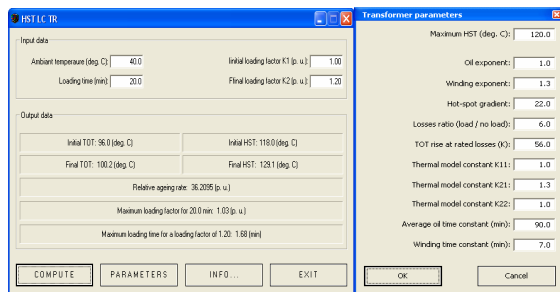 HST LC TR
Input data
Ambient temperaure (deg. C): 40.0
Iinitial loading factor K1 (p. u.): 1.00
Loading time (min): 20.0
FIinal loading factor K2 (p. u.): 1.20
Output data
Initial TOT: 96.0 (deg. C)
Initial HST: 118.0 (deg. C)
Final TOT: 100.2 (deg. C)
Final HST: 129.1 (deg. C)
Relative ageing rate: 36.2095 (p. u.)
Maximum loading factor for 20.0 min: 1.03 (p. u.)
Maximum loading time for a loading factor of 1.20: 1.68 (min)
COMPUTE
PARAMETERS
INFO...
EXIT
Transformer parameters
Maximum HST (deg. C): 120.0
Oil exponent: 1.0
Winding exponent: 1.3
Hot-spot gradient: 22.0
Losses ratio (load / no load): 6.0
TOT rise at rated losses (K): 56.0
Thermal model constant K11: 1.0
Thermal model constant K21: 1.3
Thermal model constant K22: 1.0
Average oil time constant (min): 90.0
Winding time constant (min): 7.0
OK
Cancel